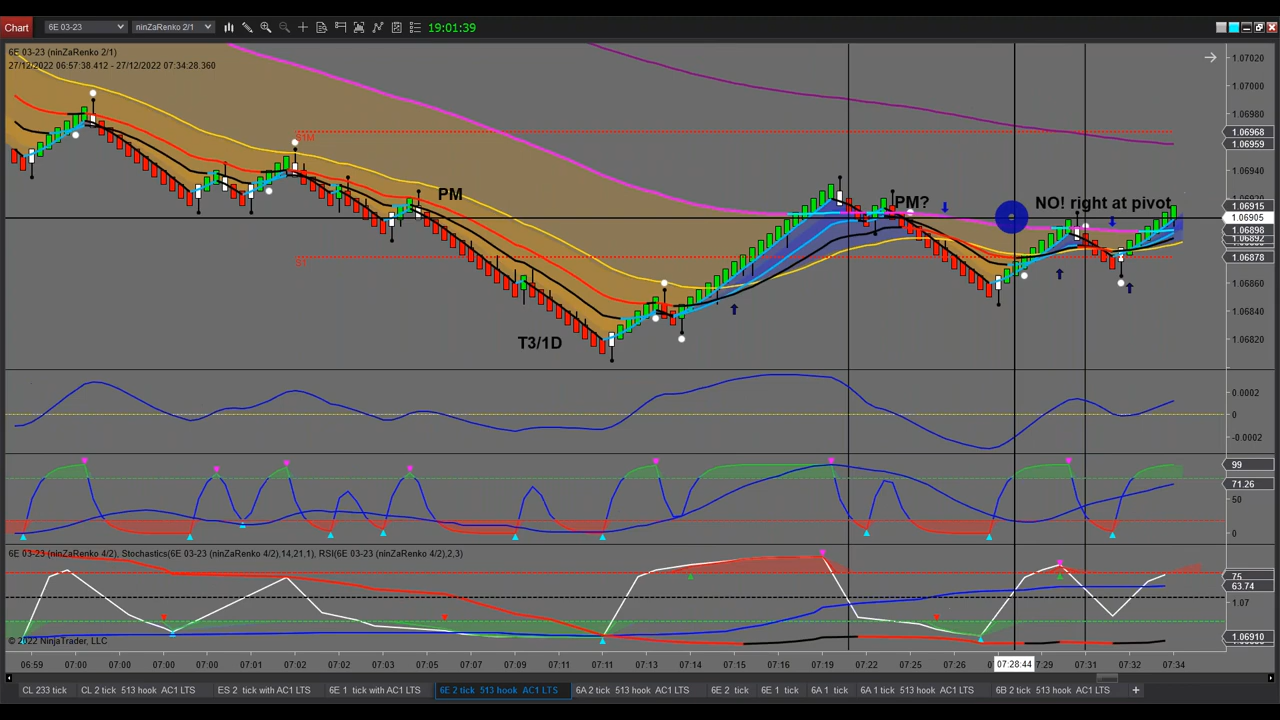 Chart 6E 03-23 ninZaRenko 2/1 19:01:39
6E 03-23 (ninZaRenko 2/1)
27/12/2022 06:57:38.412 - 27/12/2022 07:34:28.360
1.07020
1.07000
1.06980
S1M
1.06968
1.06959
1.06940
PM
PM?
NO! right at pivot
1.06915
1.06905
1.06898
S1
1.06878
1.06860
1.06840
T3/1D
1.06820
0.0002
0
-0.0002
99
71.26
50
0
6E 03-23 (ninZaRenko 4/2), Stochastics(6E 03-23 (ninZaRenko 4/2),14,21,1), RSI(6E 03-23 (ninZaRenko 4/2),2,3)
75
63.74
1.07
© 2022 NinjaTrader, LLC
1.06910
06:59 07:00 07:00 07:02 07:02 07:03 07:04 07:04 07:05 07:07 07:09 07:09 07:11 07:13 07:14 07:14 07:16 07:19 07:22 07:25 07:26 07:28:44 07:29 07:31 07:32 07:34
CL 233 tick CL 2 tick 513 hook AC1 LTS ES 2 tick with AC1 LTS 6E 1 tick with AC1 LTS 6E 2 tick 513 hook AC1 LTS 6A 2 tick 513 hook AC1 LTS 6E 2 tick 6E 1 tick 6A 1 tick 6A 1 tick 513 hook AC1 LTS 6B 2 tick 513 hook AC1 LTS +